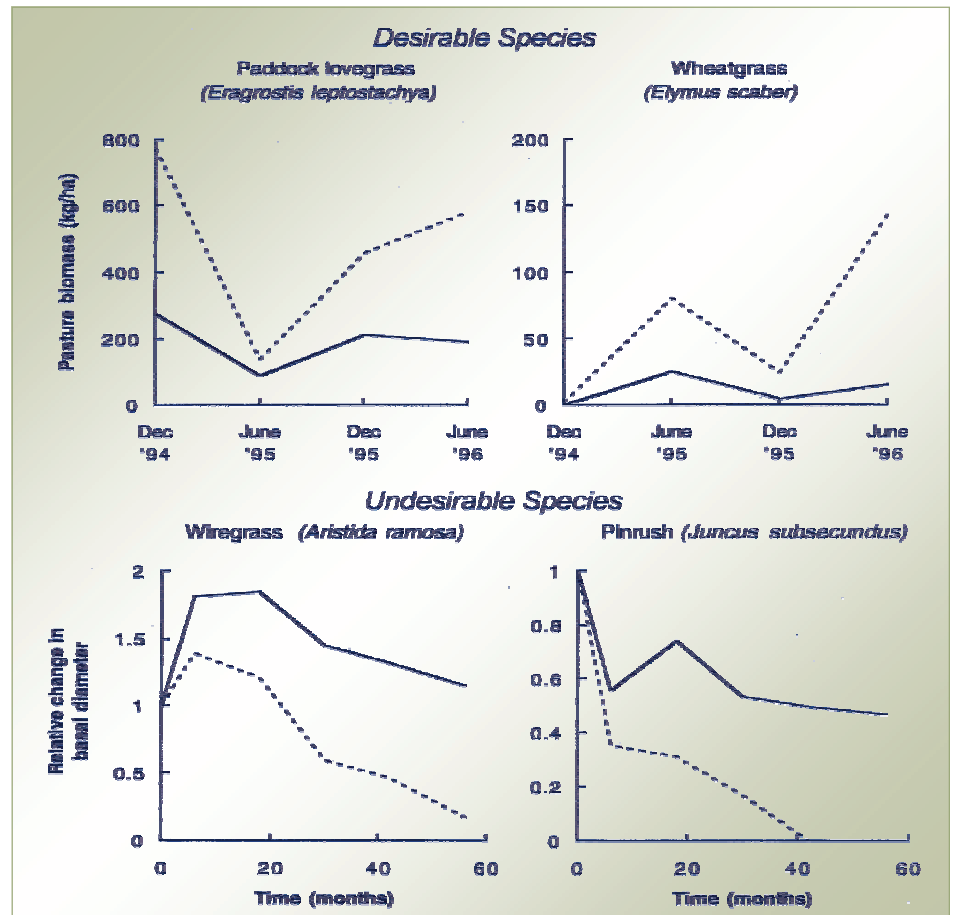 Desirable Species
Paddock lovegrass
(Eragrostis leptostachya)
Wheatgrass
(Elymus scaber)
Pasture biomass (kg/ha)
800
600
400
200
0
Dec '94
June '95
Dec '95
June '96
200
150
100
50
0
Dec '94
June '95
Dec '95
June '96
Undesirable Species
Wiregrass (Aristida ramosa)
Pinrush (Juncus subsecundus)
Relative change in
basal diameter
2
1.5
1
0.5
0
0 20 40 60
Time (months)
1
0.8
0.6
0.4
0.2
0
0 20 40 60
Time (months)